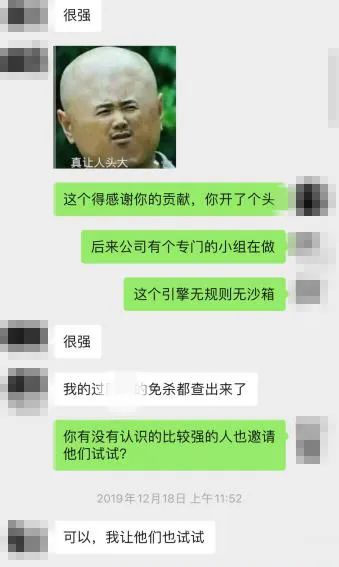 很强
真让人头大
这个得感谢你的贡献，你开了个头
后来公司有个专门的小组在做
这个引擎无规则无沙箱
很强
我的过
的免杀都查出来了
你有没有认识的比较强的人也邀请
他们试试？
2019年12月18日 上午11:52
可以，我让他们也试试